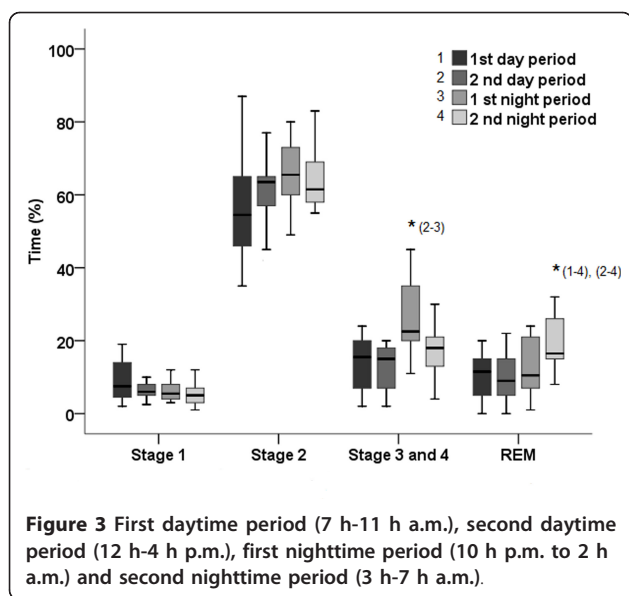 100
80
60
40
20
0
Time (%)
1 1st day period
2 2 nd day period
3 1 st night period
4 2 nd night period
* (2-3)
* (1-4), (2-4)
Stage 1 Stage 2 Stage 3 and 4 REM
Figure 3 First daytime period (7 h-11 h a.m.), second daytime
period (12 h-4 h p.m.), first nighttime period (10 h p.m. to 2 h
a.m.) and second nighttime period (3 h-7 h a.m.).